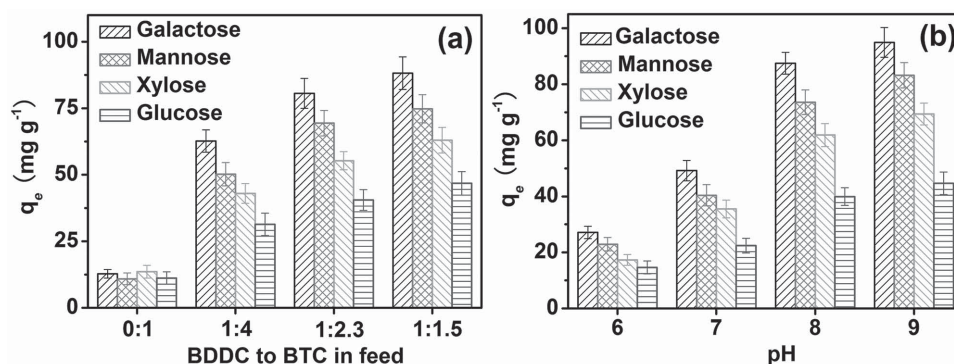 (a)
Galactose
Mannose
Xylose
Glucose
100
75
50
25
0
qe (mg g-1)
0:1 1:4 1:2.3 1:1.5
BDDC to BTC in feed
(b)
Galactose
Mannose
Xylose
Glucose
100
80
60
40
20
0
qe (mg g-1)
6 7 8 9
pH